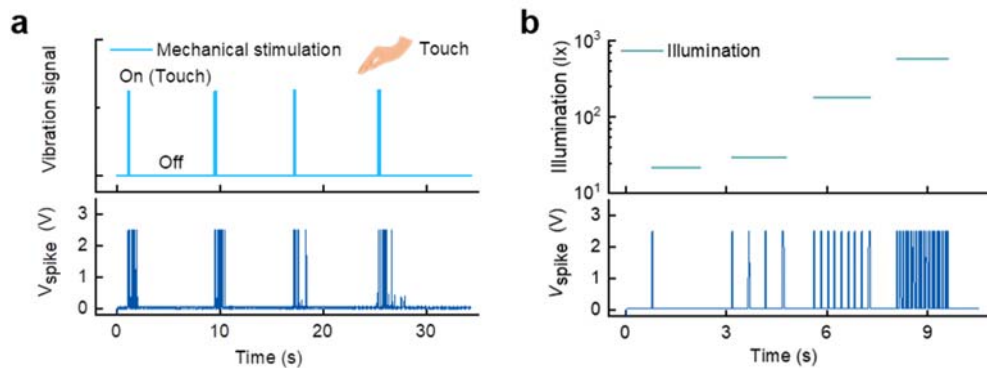 a
Mechanical stimulation
Touch
On (Touch)
Off
Vibration signal
3
2
1
0
Vspike (V)
0
10
20
30
Time (s)
b
10³
Illumination
10¹
Illumination (lx)
3
2
1
0
Vspike (V)
0
3
6
9
Time (s)